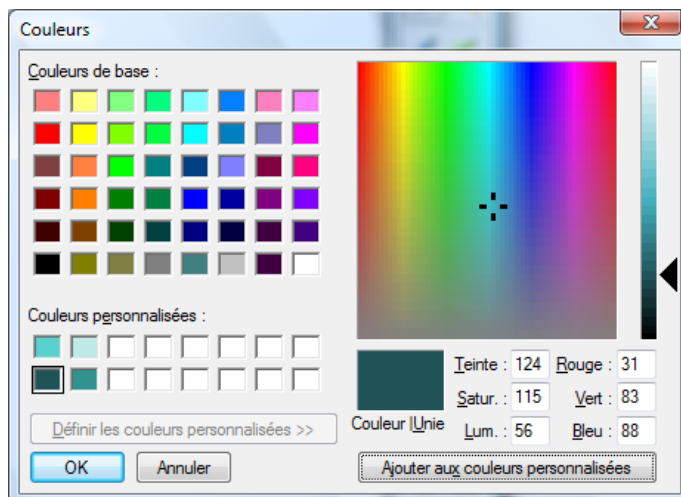 Couleurs
Couleurs de base :
Couleurs personnalisées :
Définir les couleurs personnalisées >>
OK Annuler
Couleur |Unie
Teinte : 124 Rouge : 31
Satur. : 115 Vert : 83
Lum. : 56 Bleu : 88
Ajouter aux couleurs personnalisées